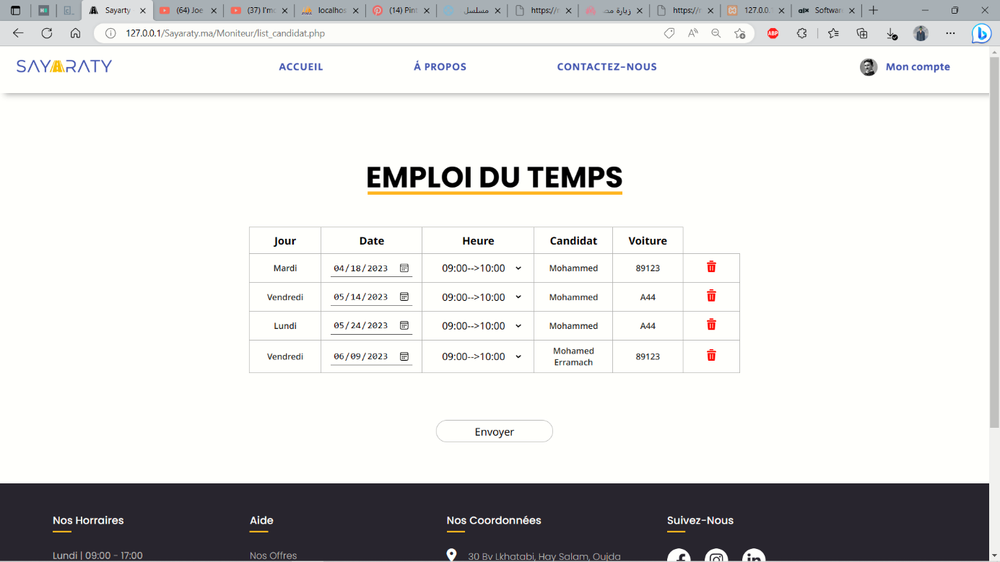 Sayarty
(64) Joe
(37) I'mc
localhos
(14) Pint
مسلسل
https://r
زيارة مت
https://r
127.0.0.1
Software
127.0.0.1/Sayaraty.ma/Moniteur/list_candidat.php
SAYARATY
ACCUEIL
Á PROPOS
CONTACTEZ-NOUS
Mon compte
EMPLOI DU TEMPS
Jour Date Heure Candidat Voiture
Mardi 04/18/2023 09:00-->10:00 Mohammed 89123
Vendredi 05/14/2023 09:00-->10:00 Mohammed A44
Lundi 05/24/2023 09:00-->10:00 Mohammed A44
Vendredi 06/09/2023 09:00-->10:00 Mohamed Erramach 89123
Envoyer
Nos Horraires
Lundi | 09:00 - 17:00
Aide
Nos Offres
Nos Coordonnées
30 Bv Lkhatabi, Hay Salam, Oujda
Suivez-Nous